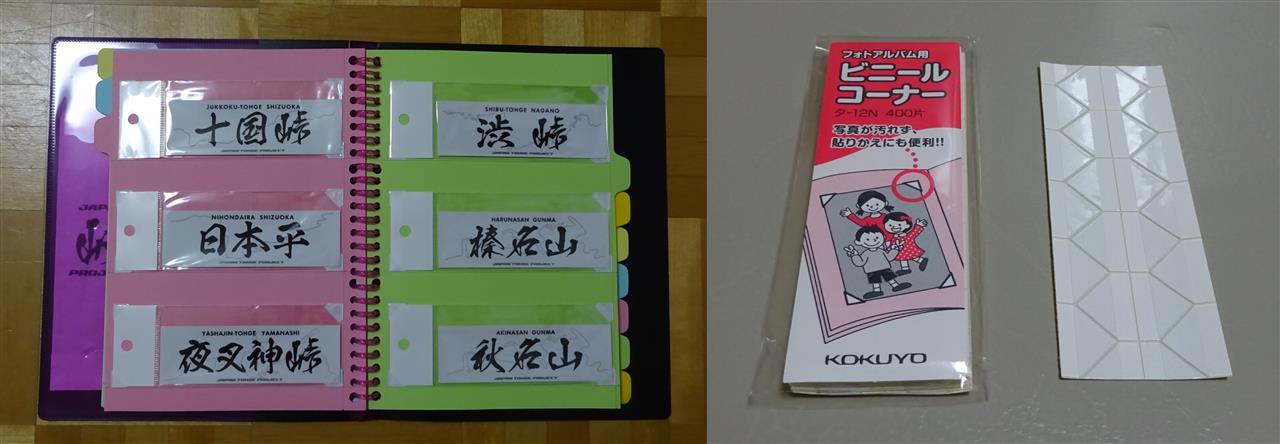 JUKKOKU-TOHGE SHIZUOKA
十国峠
JAPAN TOHGE PROJECT
NIHONDAIRA SHIZUOKA
日本平
JAPAN TOHGE PROJECT
YASHAJIN-TOHGE YAMANASHI
夜叉神峠
JAPAN TOHGE PROJECT
SHIBU-TOHGE NAGANO
渋峠
JAPAN TOHGE PROJECT
HARUNASAN GUNMA
榛名山
JAPAN TOHGE PROJECT
AKINASAN GUNMA
秋名山
JAPAN TOHGE PROJECT
フォトアルバム用
ビニール
コーナー
タ-12N 400片
写真が汚れず、
貼りかえにも便利!!
KOKUYO